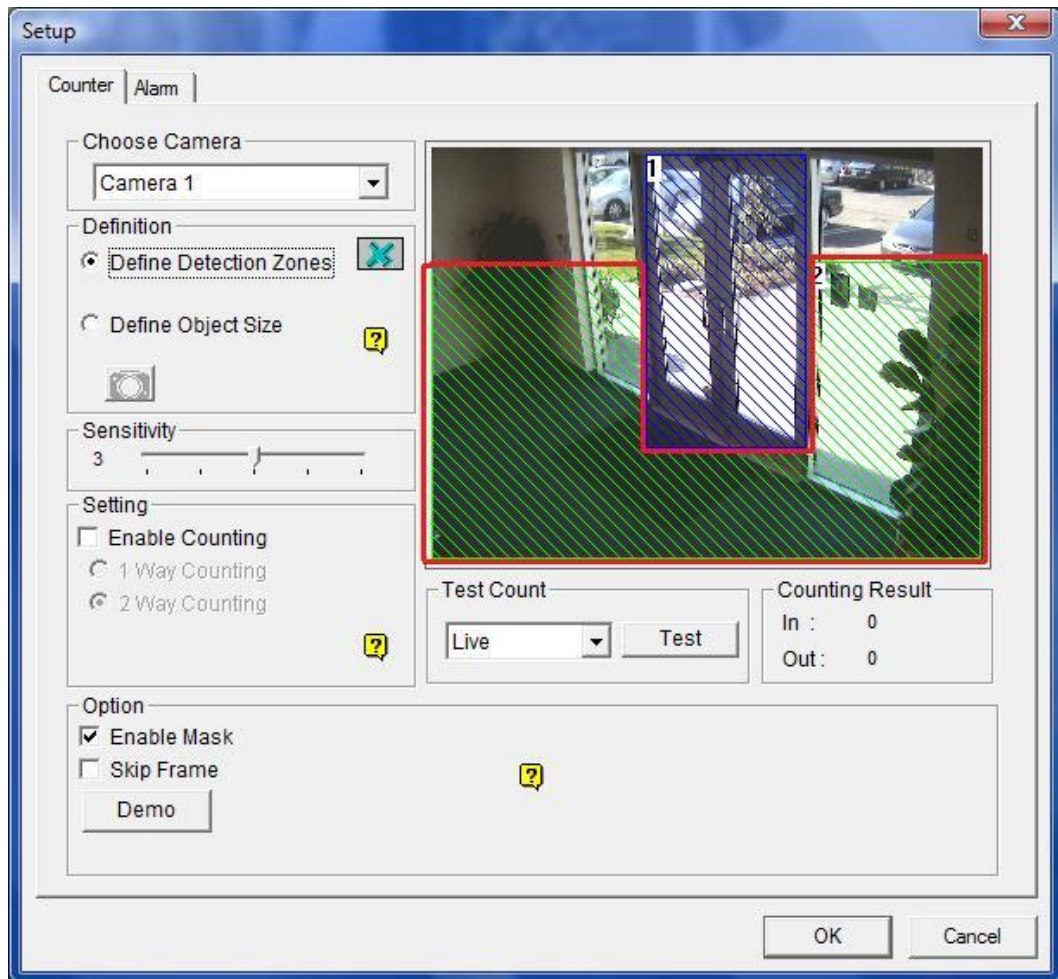 Setup
X
Counter
Alarm
Choose Camera
Camera 1
Definition
Define Detection Zones
Define Object Size
?
Sensitivity
3
Setting
Enable Counting
1 Way Counting
2 Way Counting
?
1
2
Test Count
Live
Test
Counting Result
In : 0
Out : 0
Option
Enable Mask
Skip Frame
?
Demo
OK
Cancel